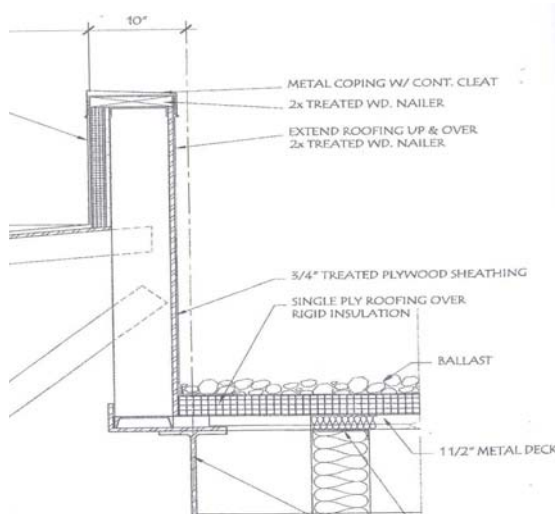 10"
METAL COPING W/ CONT. CLEAT
2x TREATED WD. NAILER
EXTEND ROOFING UP & OVER
2x TREATED WD. NAILER
3/4" TREATED PLYWOOD SHEATHING
SINGLE PLY ROOFING OVER
RIGID INSULATION
BALLAST
1 1/2" METAL DECK